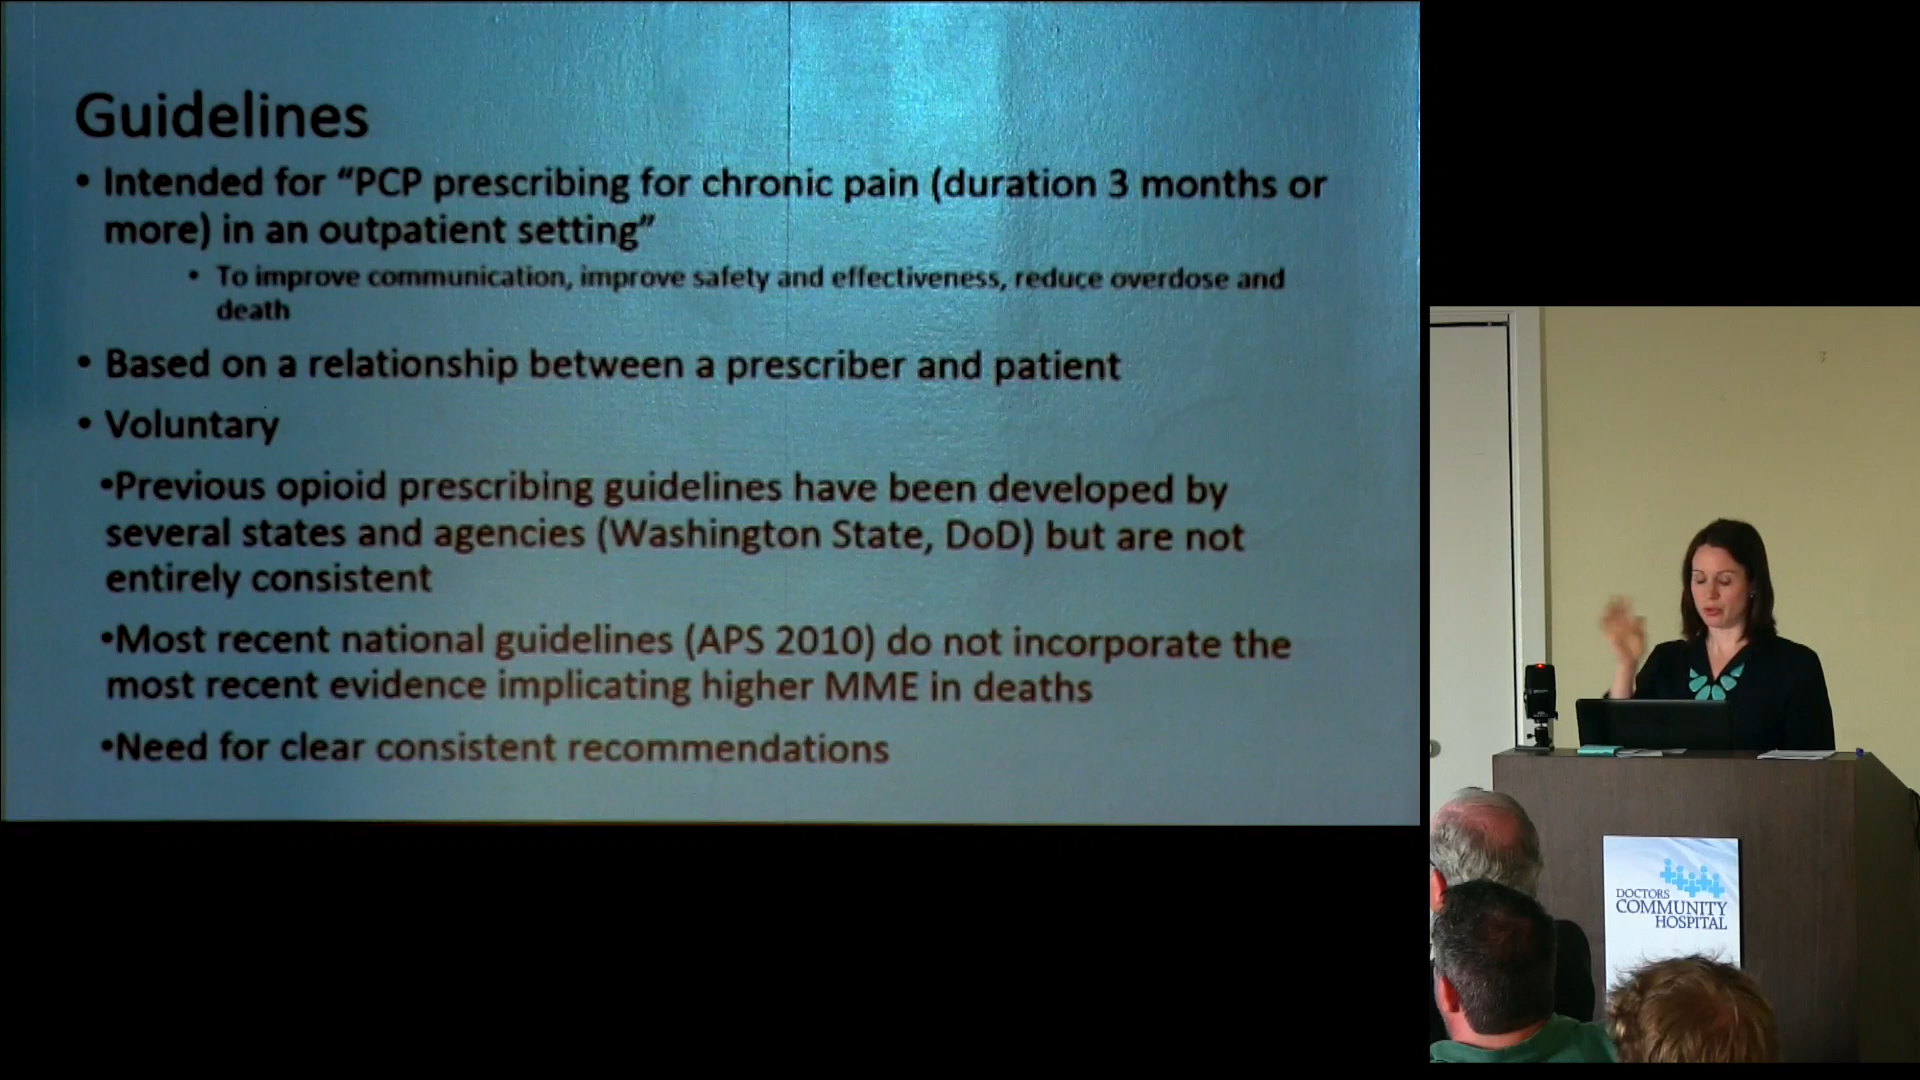 Guidelines
• Intended for “PCP prescribing for chronic pain (duration 3 months or
more) in an outpatient setting”
• To improve communication, improve safety and effectiveness, reduce overdose and
death
• Based on a relationship between a prescriber and patient
• Voluntary
•Previous opioid prescribing guidelines have been developed by
several states and agencies (Washington State, DoD) but are not
entirely consistent
•Most recent national guidelines (APS 2010) do not incorporate the
most recent evidence implicating higher MME in deaths
•Need for clear consistent recommendations
DOCTORS
COMMUNITY
HOSPITAL